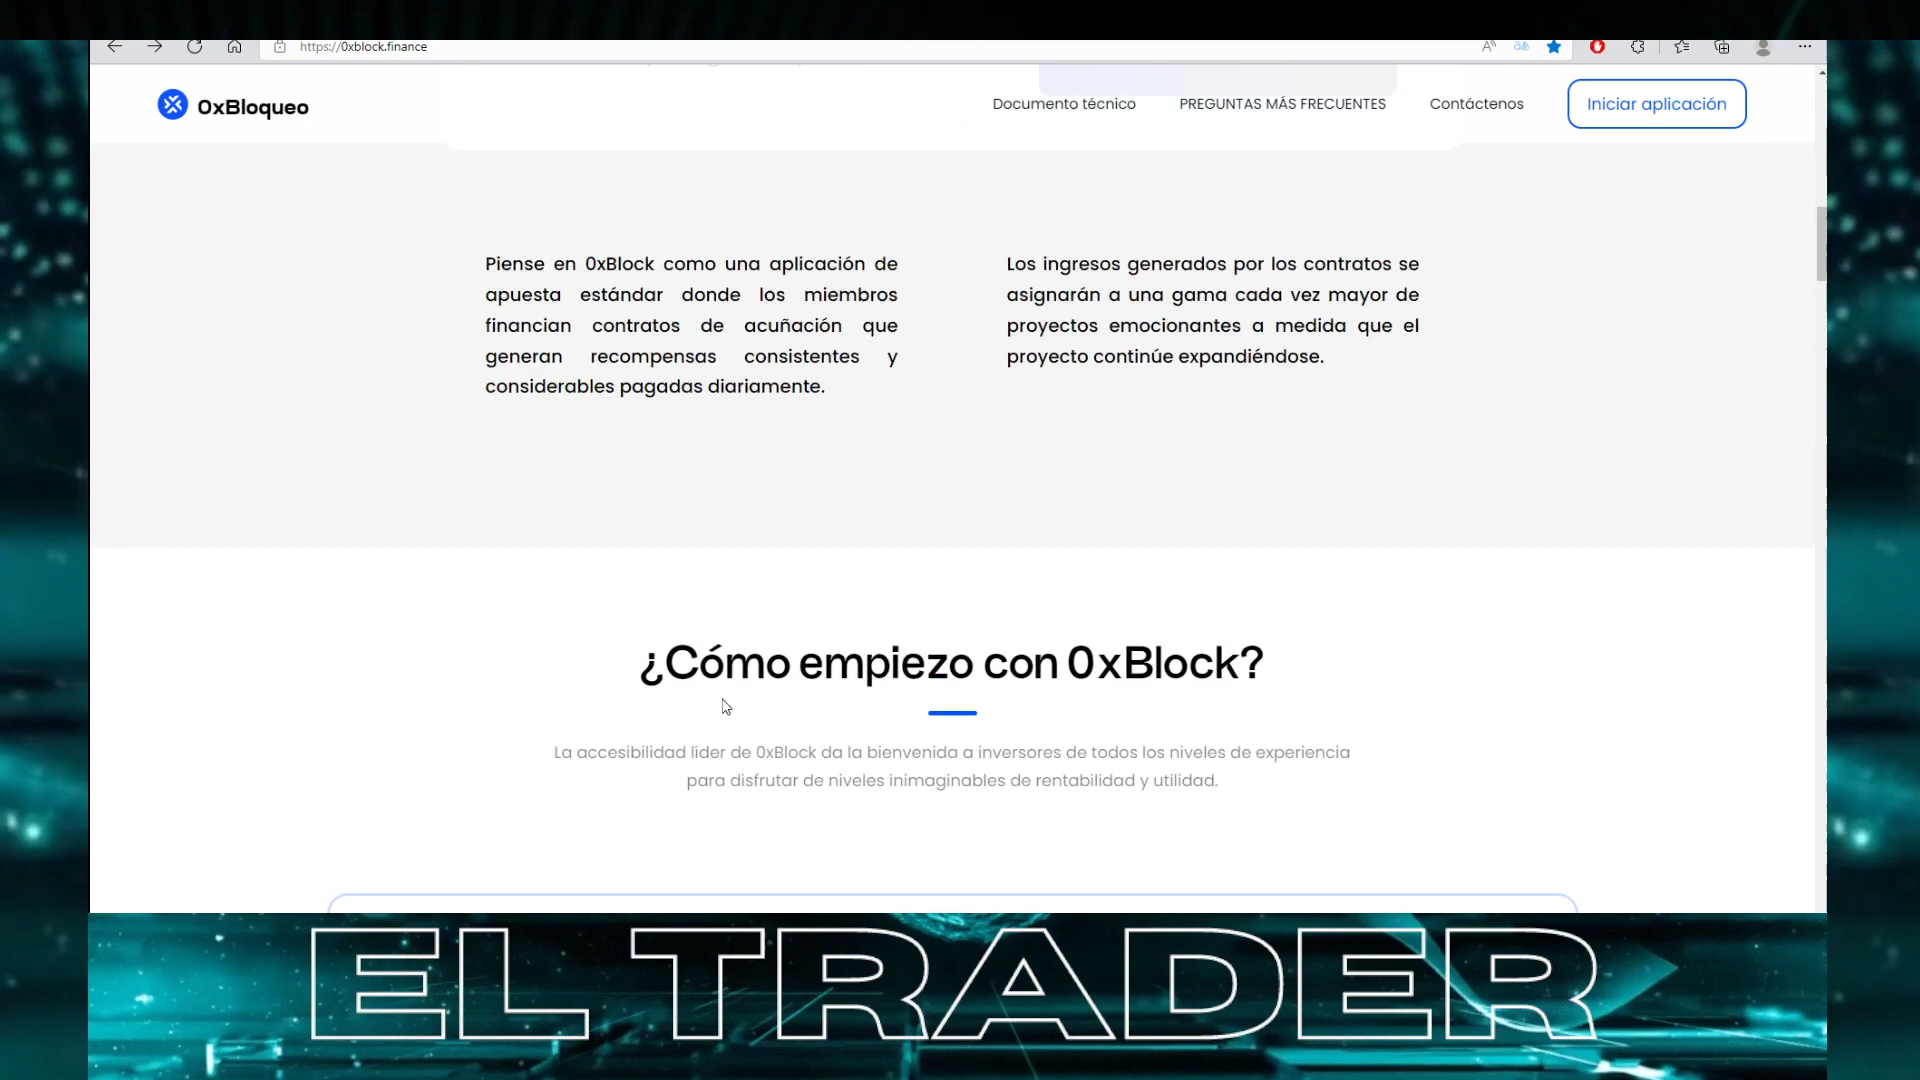 https://0xblock.finance
0xBloqueo
Documento técnico
PREGUNTAS MÁS FRECUENTES
Contáctenos
Iniciar aplicación
Piense en 0xBlock como una aplicación de
apuesta estándar donde los miembros
financian contratos de acuñación que
generan recompensas consistentes y
considerables pagadas diariamente.
Los ingresos generados por los contratos se
asignarán a una gama cada vez mayor de
proyectos emocionantes a medida que el
proyecto continúe expandiéndose.
¿Cómo empiezo con 0xBlock?
La accesibilidad líder de 0xBlock da la bienvenida a inversores de todos los niveles de experiencia
para disfrutar de niveles inimaginables de rentabilidad y utilidad.
EL TRADER